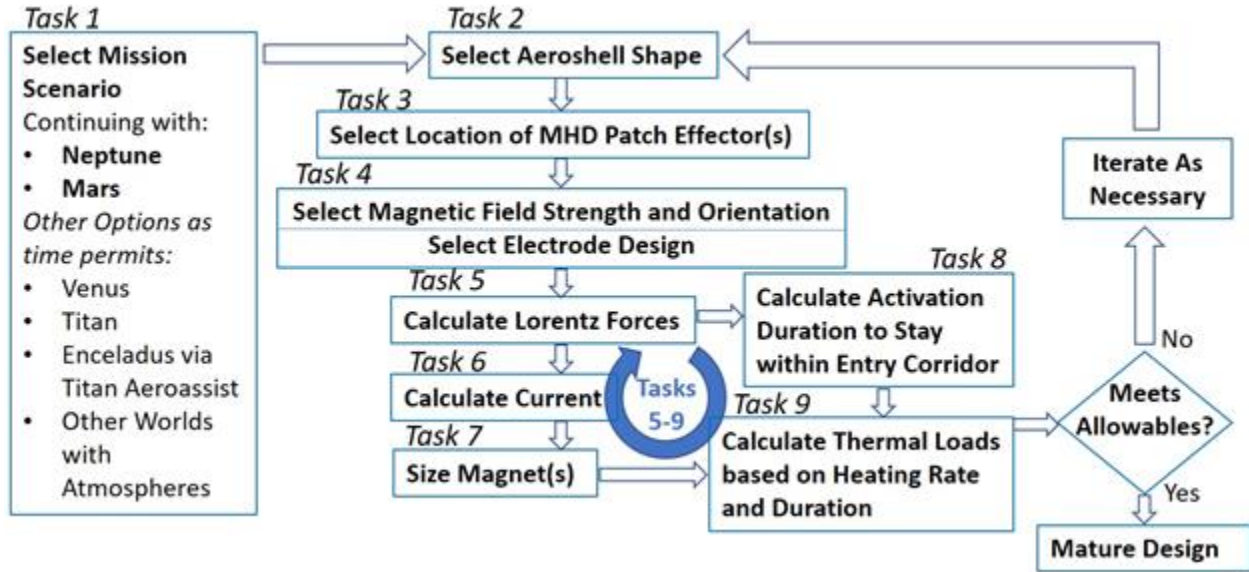 Task 1
Select Mission
Scenario
Continuing with:
• Neptune
• Mars
Other Options as
time permits:
• Venus
• Titan
• Enceladus via
Titan Aeroassist
• Other Worlds
with
Atmospheres
Task 2
Select Aeroshell Shape
Task 3
Select Location of MHD Patch Effector(s)
Task 4
Select Magnetic Field Strength and Orientation
Select Electrode Design
Task 5
Calculate Lorentz Forces
Task 6
Calculate Current
Task 7
Size Magnet(s)
Tasks
5-9
Task 8
Calculate Activation
Duration to Stay
within Entry Corridor
Task 9
Calculate Thermal Loads
based on Heating Rate
and Duration
Meets
Allowables?
No
Iterate As
Necessary
Yes
Mature Design